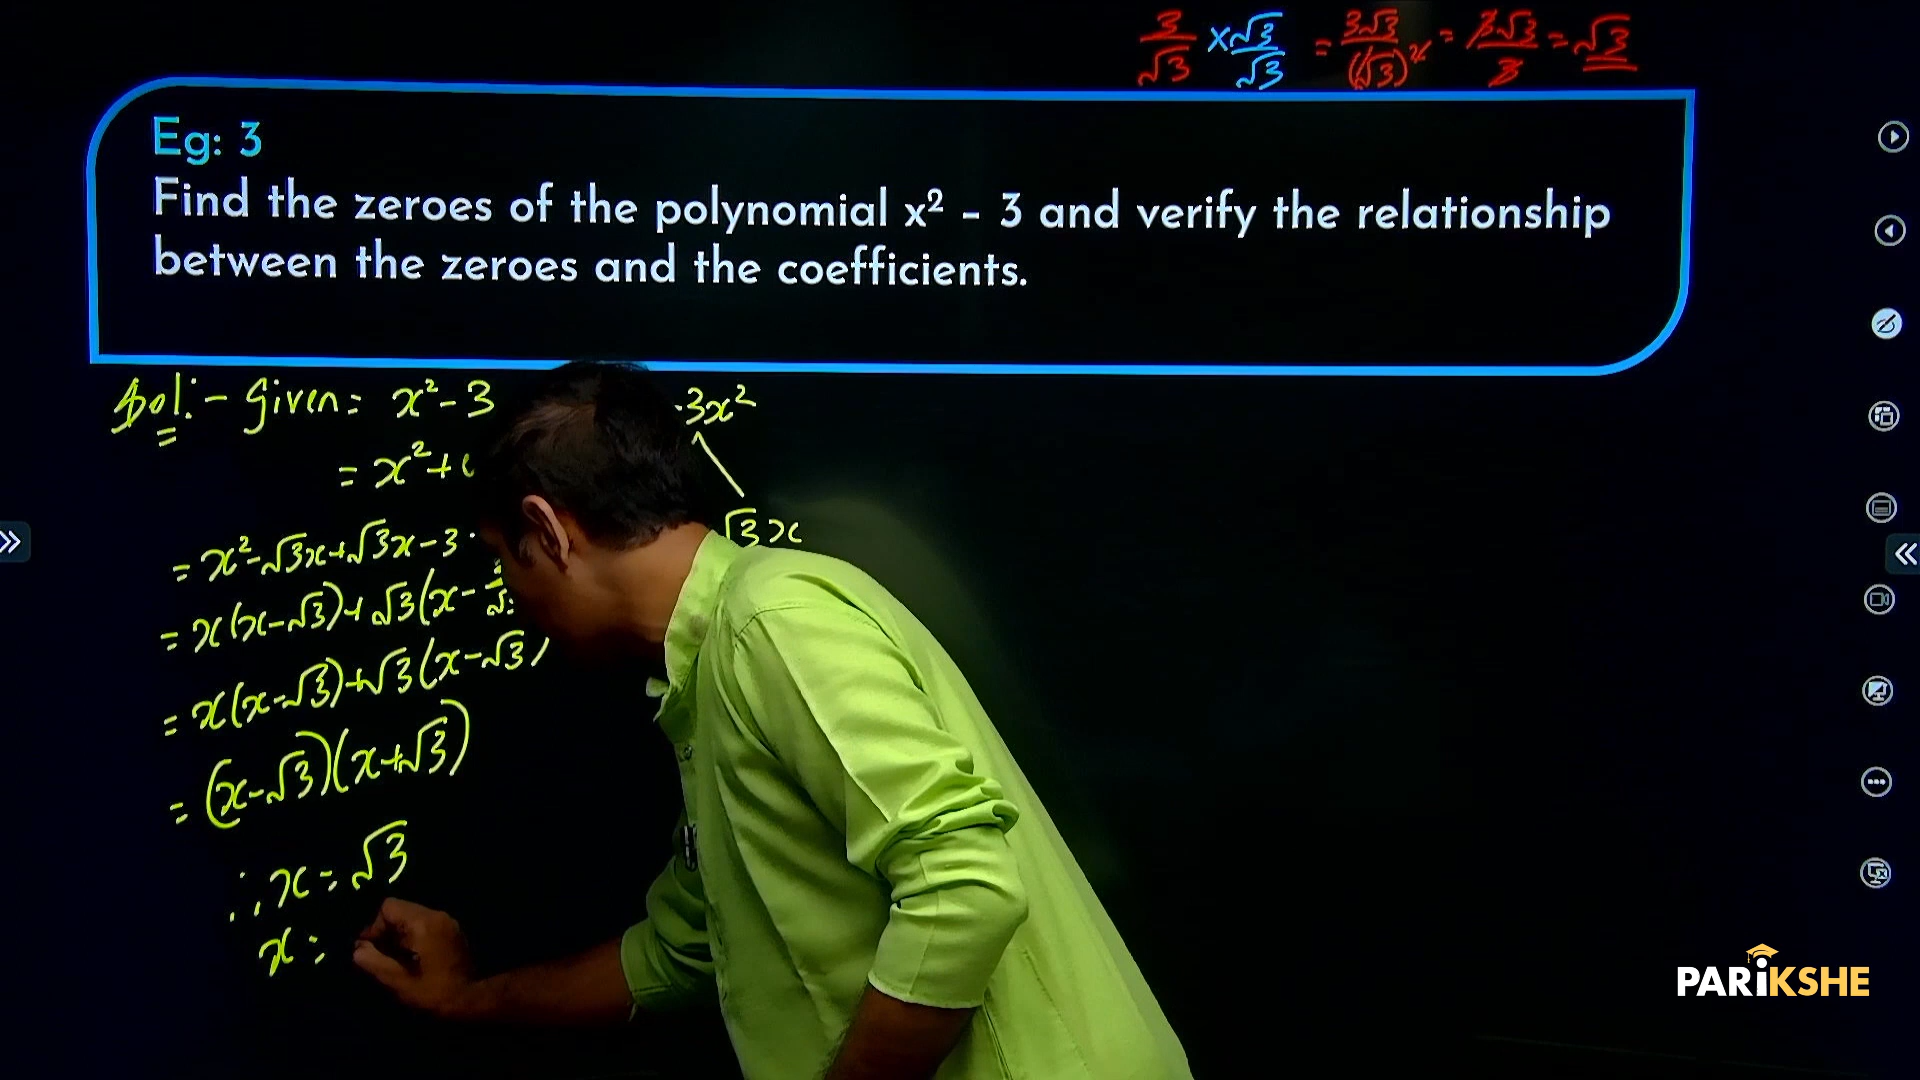 3/√3 × √3/√3 = 3√3/(√3)² = 3√3/3 = √3
Eg: 3
Find the zeroes of the polynomial x² – 3 and verify the relationship
between the zeroes and the coefficients.
Sol:- Given = x² - 3
-3x²
= x² +
√3x
= x² - √3x + √3x - 3
= x(x - √3) + √3(x -
= x(x - √3) + √3(x - √3)
= (x - √3)(x + √3)
∴ x = √3
x =
PARiKSHE